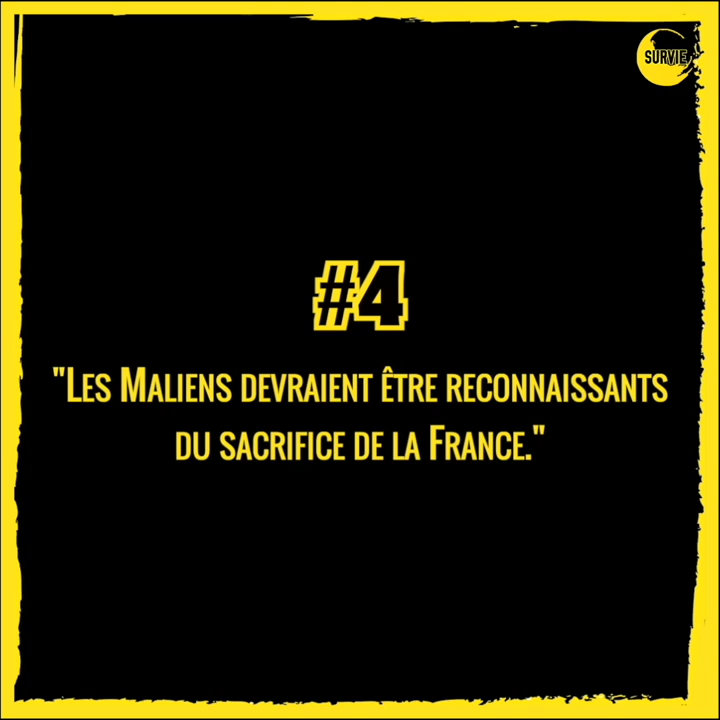 SURVIE
#4
"Les Maliens devraient être reconnaissants
du sacrifice de la France."